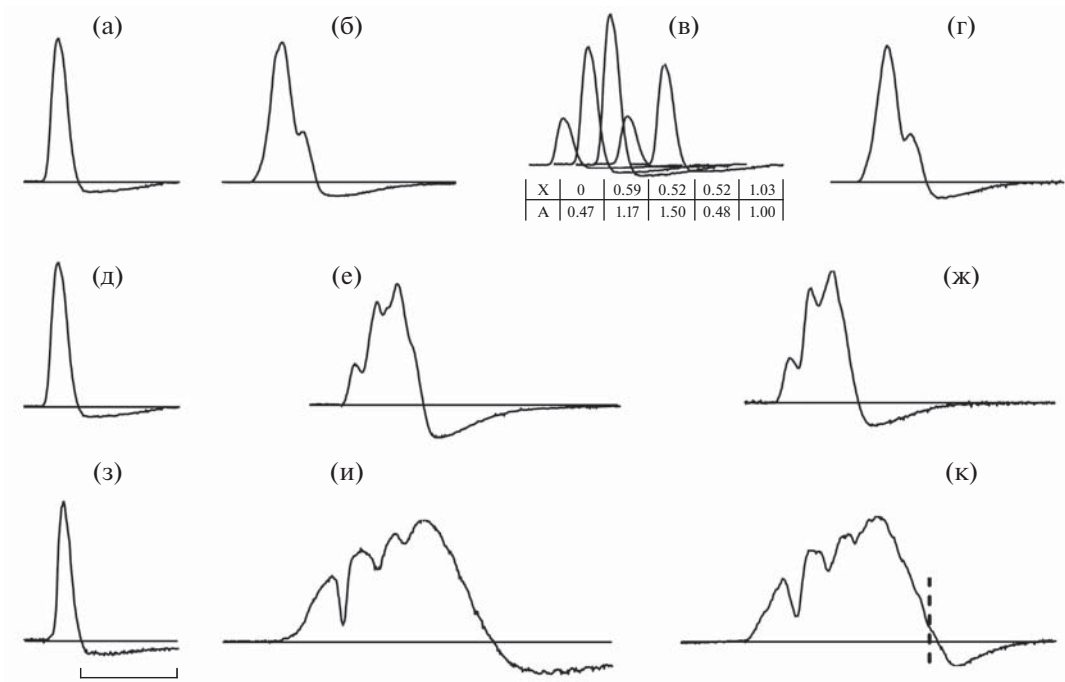 (а) (б) (в) (г)
X 0 0.59 0.52 0.52 1.03
A 0.47 1.17 1.50 0.48 1.00
(д) (е) (ж)
(з) (и) (к)